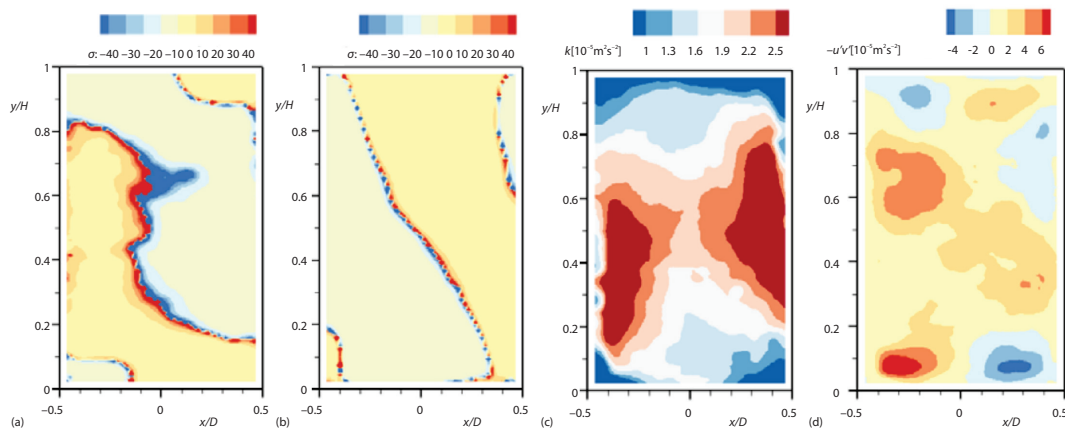 σ: −40 −30 −20 −10 0 10 20 30 40
σ: −40 −30 −20 −10 0 10 20 30 40
k[10⁻⁵m²s⁻²] 1 1.3 1.6 1.9 2.2 2.5
−u'v'[10⁻⁵m²s⁻²] -4 -2 0 2 4 6
1
y/H
0.8
0.6
0.4
0.2
0
(a) −0.5 0 x/D 0.5
1
y/H
0.8
0.6
0.4
0.2
0
(b) −0.5 0 x/D 0.5
1
y/H
0.8
0.6
0.4
0.2
0
(c) −0.5 0 x/D 0.5
1
y/H
0.8
0.6
0.4
0.2
0
(d) −0.5 0 x/D 0.5